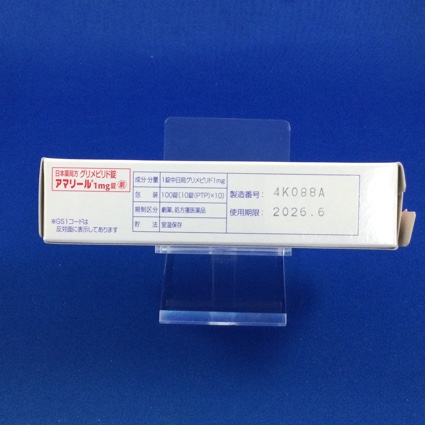 日本薬局方 グリメピリド錠
アマリール® 1mg錠 (劇)
※GS1コードは
反対面に表示してあります
成分・分量 1錠中日局グリメピリド1mg
包装 100錠(10錠(PTP)×10)
規制区分 劇薬、処方箋医薬品
貯法 室温保存
製造番号: 4K088A
使用期限: 2026.6